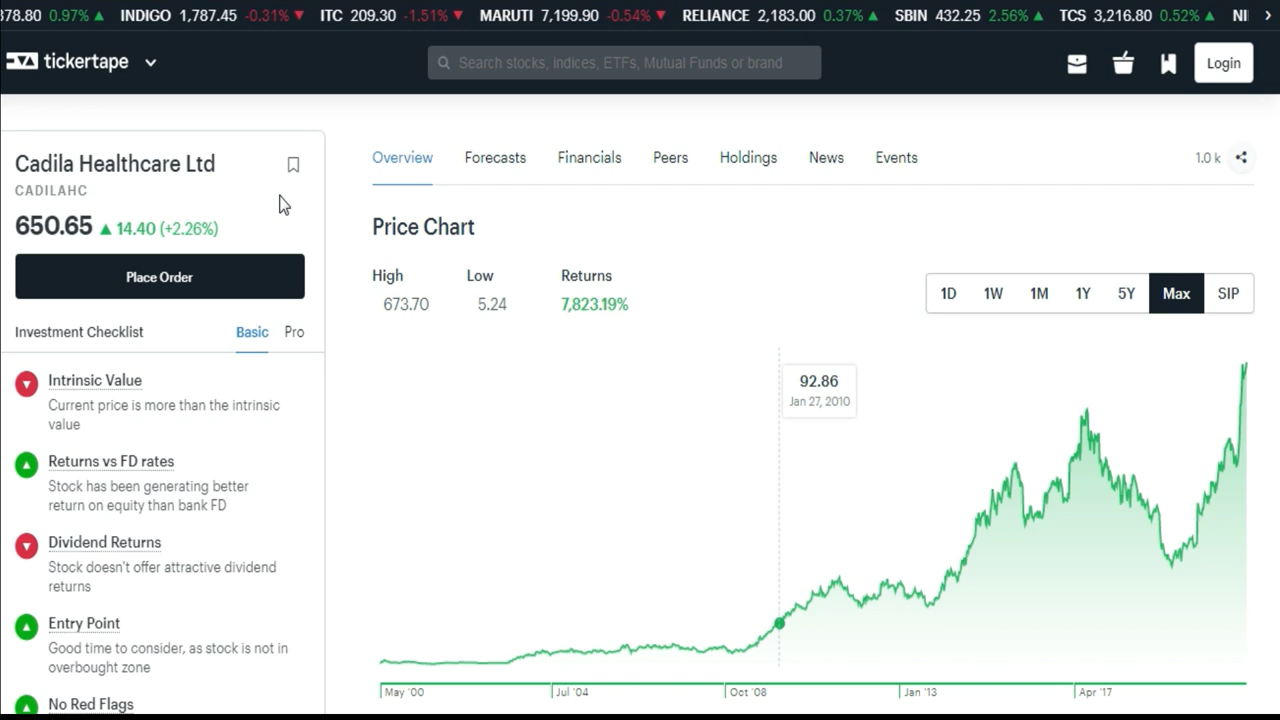 378.80 0.97% ▲ INDIGO 1,787.45 -0.31% ▼ ITC 209.30 -1.51% ▼ MARUTI 7,199.90 -0.54% ▼ RELIANCE 2,183.00 0.37% ▲ SBIN 432.25 2.56% ▲ TCS 3,216.80 0.52% ▲ NI
tickertape
Search stocks, indices, ETFs, Mutual Funds or brand
Login
Cadila Healthcare Ltd
CADILAHC
650.65 ▲ 14.40 (+2.26%)
Place Order
Investment Checklist Basic Pro
Intrinsic Value
Current price is more than the intrinsic
value
Returns vs FD rates
Stock has been generating better
return on equity than bank FD
Dividend Returns
Stock doesn't offer attractive dividend
returns
Entry Point
Good time to consider, as stock is not in
overbought zone
No Red Flags
Overview Forecasts Financials Peers Holdings News Events
1.0 k
Price Chart
High Low Returns
673.70 5.24 7,823.19%
1D 1W 1M 1Y 5Y Max SIP
92.86
Jan 27, 2010
May '00 Jul '04 Oct '08 Jan '13 Apr '17